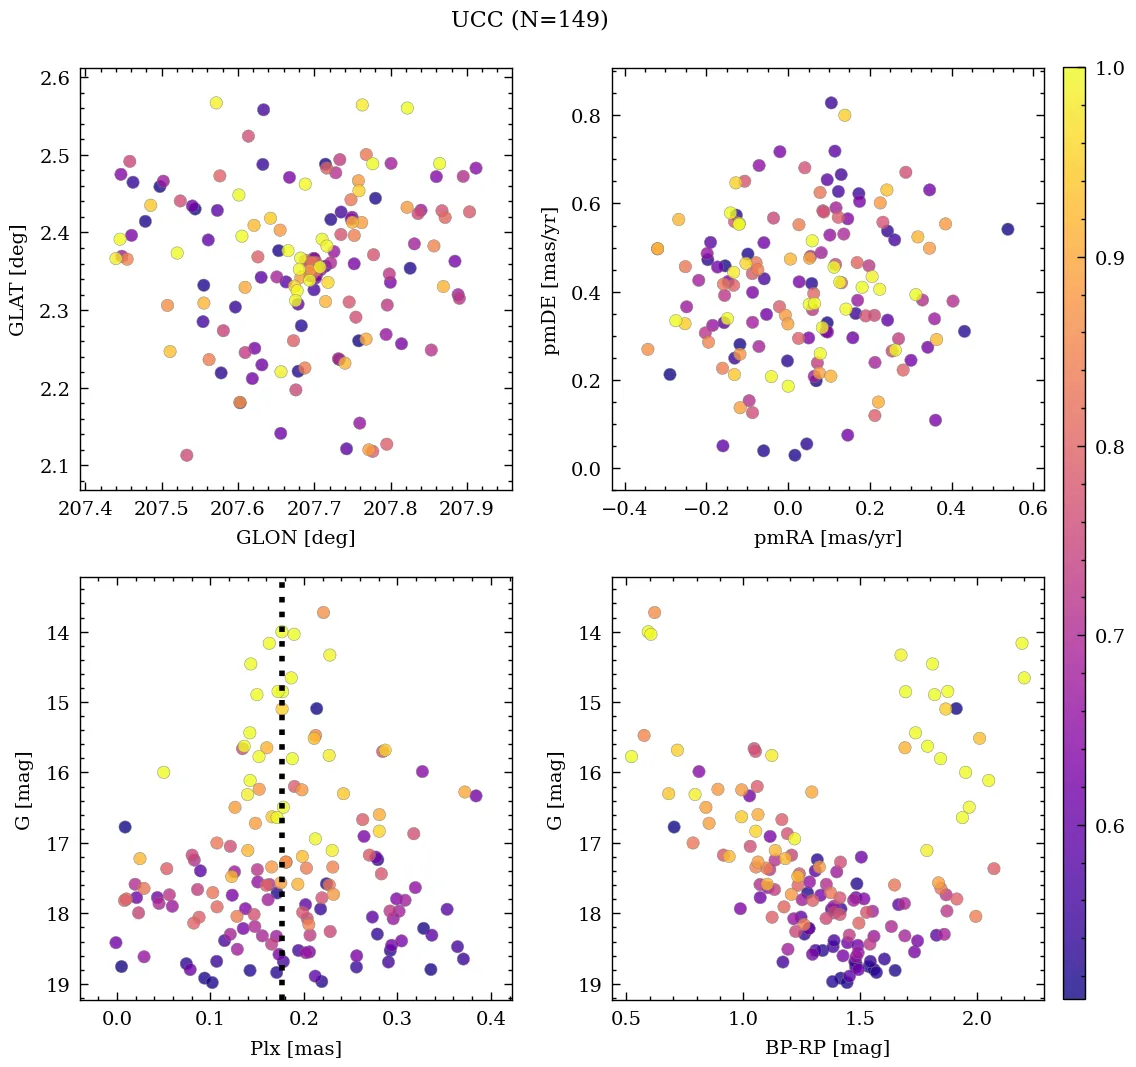 UCC (N=149)
2.6
2.5
2.4
2.3
2.2
2.1
GLAT [deg]
207.4 207.5 207.6 207.7 207.8 207.9
GLON [deg]
0.8
0.6
0.4
0.2
0.0
pmDE [mas/yr]
−0.4 −0.2 0.0 0.2 0.4 0.6
pmRA [mas/yr]
14
15
16
17
18
19
G [mag]
0.0 0.1 0.2 0.3 0.4
Plx [mas]
14
15
16
17
18
19
G [mag]
0.5 1.0 1.5 2.0
BP-RP [mag]
1.0
0.9
0.8
0.7
0.6